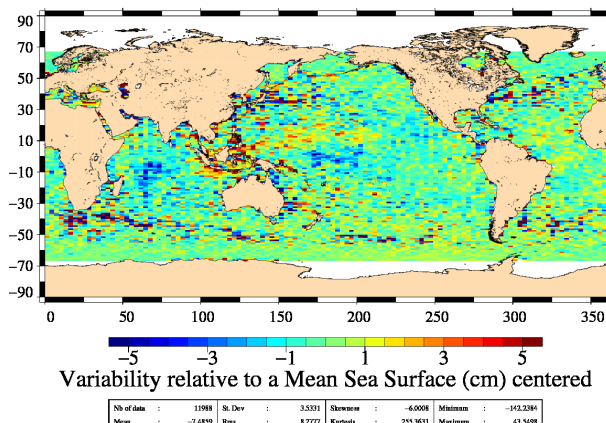 90
70
50
30
10
−10
−30
−50
−70
−90
0 50 100 150 200 250 300 350
−5 −3 −1 1 3 5
Variability relative to a Mean Sea Surface (cm) centered
Nb of data : 11988 St. Dev : 3.5331 Skewness : −6.0008 Minimum : −142.2384
Mean : −7.4859 Rms : 8.2777 Kurtosis : 255.3631 Maximum : 43.5498